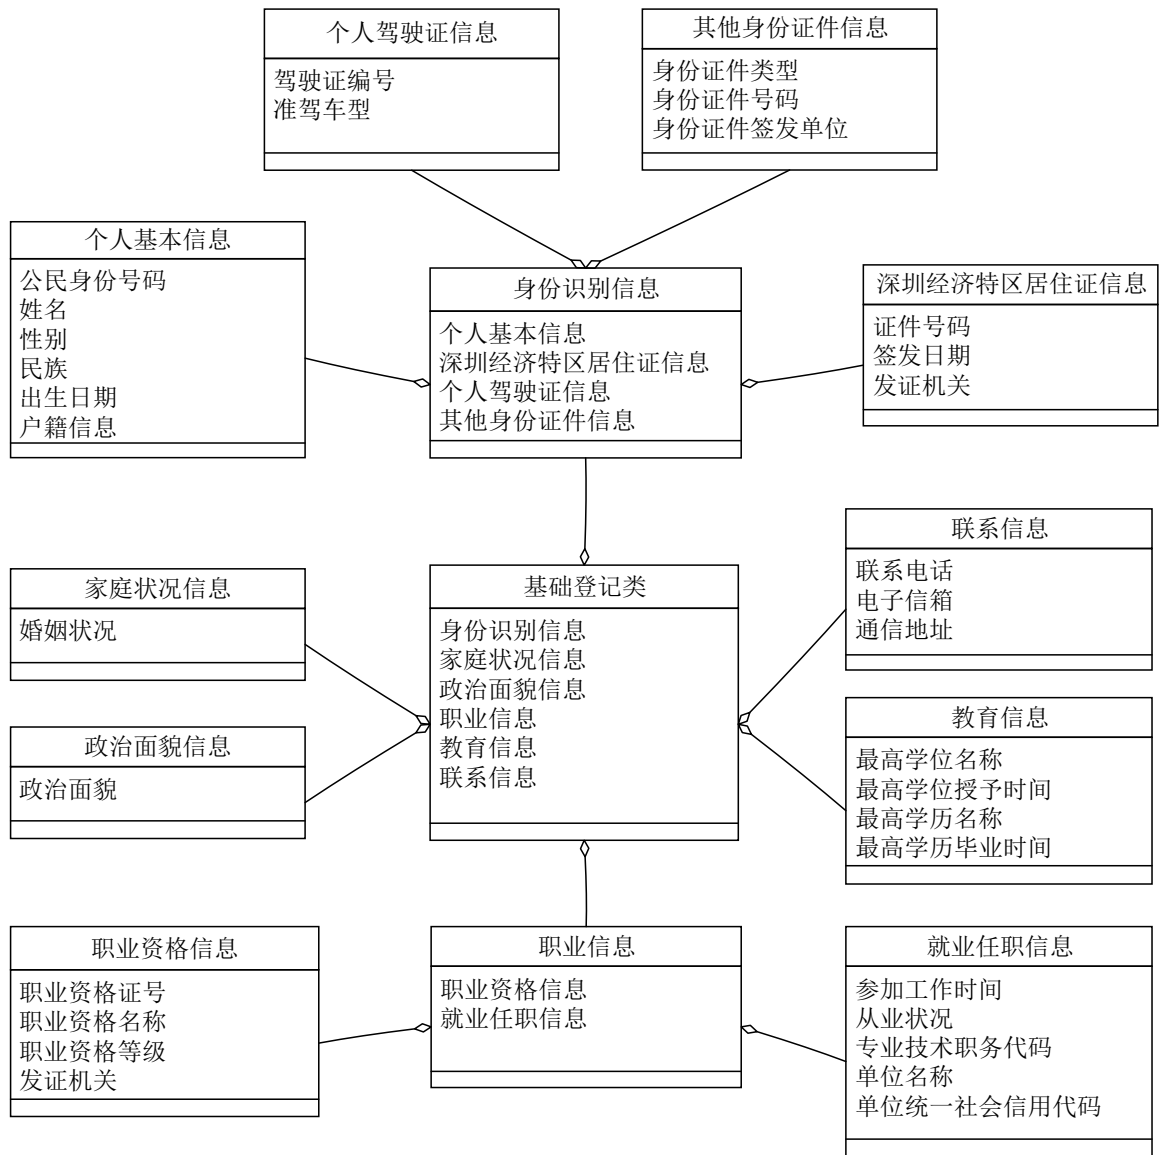 个人驾驶证信息
驾驶证编号
准驾车型
其他身份证件信息
身份证件类型
身份证件号码
身份证件签发单位
个人基本信息
公民身份号码
姓名
性别
民族
出生日期
户籍信息
身份识别信息
个人基本信息
深圳经济特区居住证信息
个人驾驶证信息
其他身份证件信息
深圳经济特区居住证信息
证件号码
签发日期
发证机关
家庭状况信息
婚姻状况
政治面貌信息
政治面貌
基础登记类
身份识别信息
家庭状况信息
政治面貌信息
职业信息
教育信息
联系信息
联系信息
联系电话
电子信箱
通信地址
教育信息
最高学位名称
最高学位授予时间
最高学历名称
最高学历毕业时间
职业资格信息
职业资格证号
职业资格名称
职业资格等级
发证机关
职业信息
职业资格信息
就业任职信息
就业任职信息
参加工作时间
从业状况
专业技术职务代码
单位名称
单位统一社会信用代码